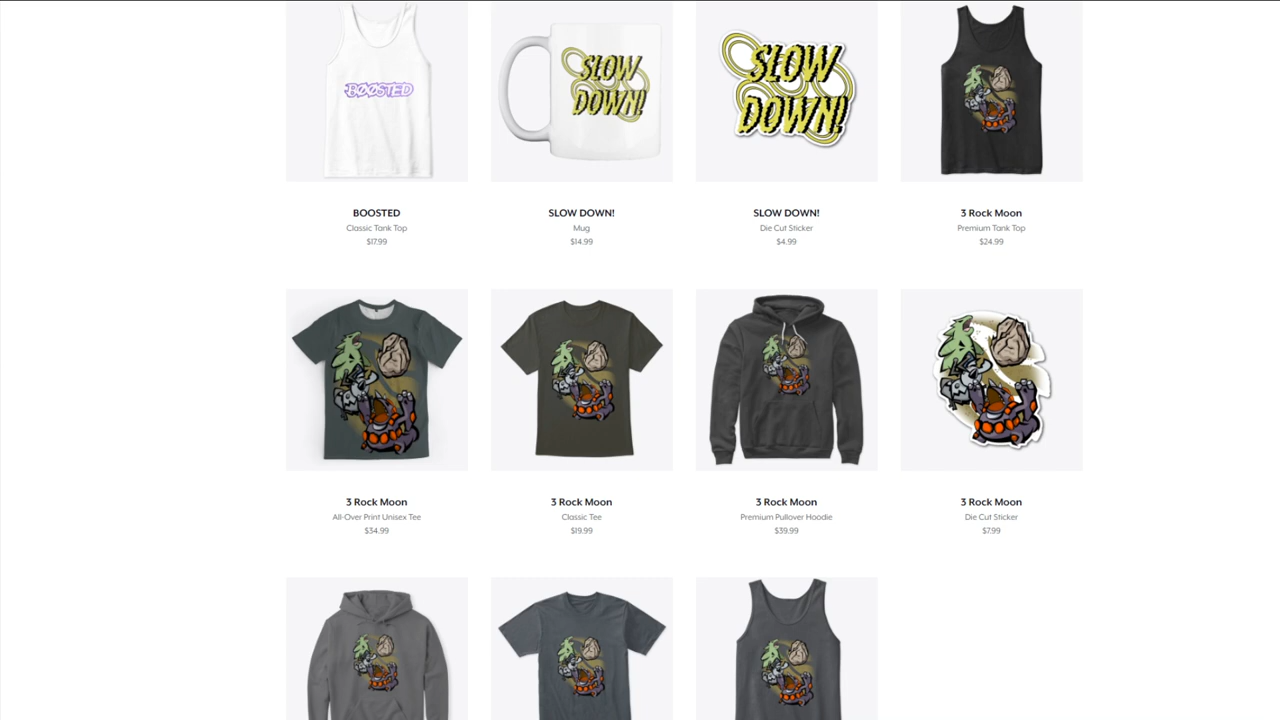 BOOSTED
SLOW
DOWN!
SLOW
DOWN!
BOOSTED
Classic Tank Top
$17.99
SLOW DOWN!
Mug
$14.99
SLOW DOWN!
Die Cut Sticker
$4.99
3 Rock Moon
Premium Tank Top
$24.99
3 Rock Moon
All-Over Print Unisex Tee
$34.99
3 Rock Moon
Classic Tee
$19.99
3 Rock Moon
Premium Pullover Hoodie
$39.99
3 Rock Moon
Die Cut Sticker
$7.99